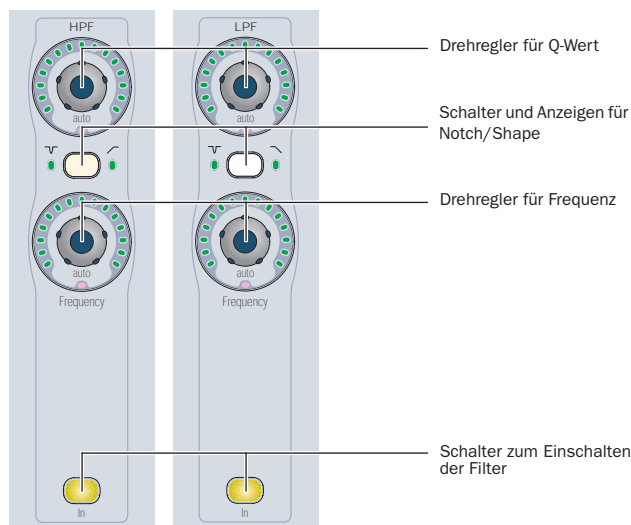 HPF
LPF
Drehregler für Q-Wert
auto
auto
Schalter und Anzeigen für
Notch/Shape
Drehregler für Frequenz
auto
auto
Frequency
Frequency
Schalter zum Einschalten
der Filter
In
In